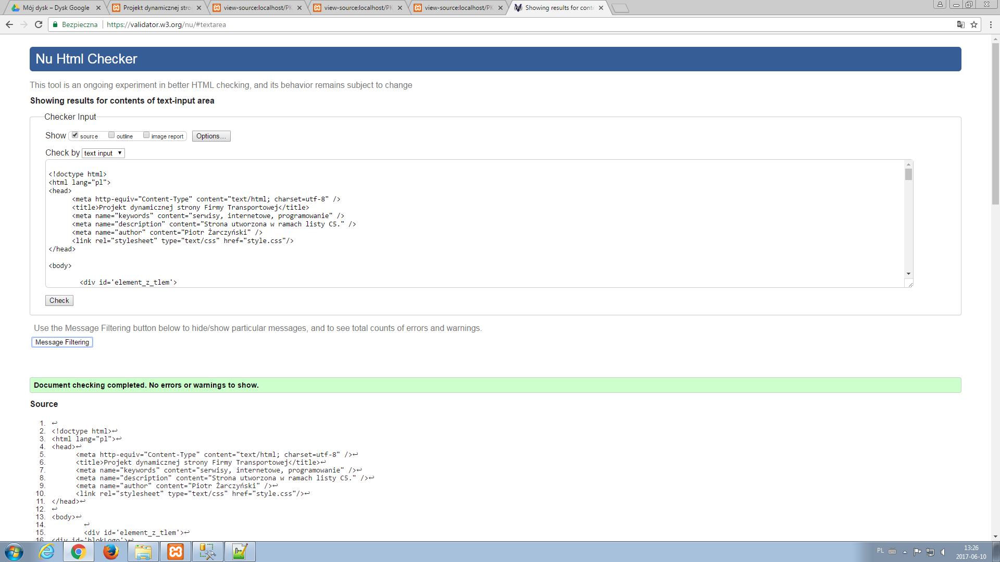 Mój dysk – Dysk Google
Projekt dynamicznej stro
view-source:localhost/PK
view-source:localhost/PK
view-source:localhost/PK
Showing results for conte
Bezpieczna
https://validator.w3.org/nu/#textarea
Nu Html Checker
This tool is an ongoing experiment in better HTML checking, and its behavior remains subject to change
Showing results for contents of text-input area
Checker Input
Show source outline image report Options...
Check by text input
<!doctype html>
<html lang="pl">
<head>
<meta http-equiv="Content-Type" content="text/html; charset=utf-8" />
<title>Projekt dynamicznej strony Firmy Transportowej</title>
<meta name="keywords" content="serwisy, internetowe, programowanie" />
<meta name="description" content="Strona utworzona w ramach listy C5." />
<meta name="author" content="Piotr Żarczyński" />
<link rel="stylesheet" type="text/css" href="style.css"/>
</head>
<body>
<div id='element_z_tlem'>
Check
Use the Message Filtering button below to hide/show particular messages, and to see total counts of errors and warnings.
Message Filtering
Document checking completed. No errors or warnings to show.
Source
1. ↩
2. <!doctype html>↩
3. <html lang="pl">↩
4. <head>↩
5. <meta http-equiv="Content-Type" content="text/html; charset=utf-8" />↩
6. <title>Projekt dynamicznej strony Firmy Transportowej</title>↩
7. <meta name="keywords" content="serwisy, internetowe, programowanie" />↩
8. <meta name="description" content="Strona utworzona w ramach listy C5." />↩
9. <meta name="author" content="Piotr Żarczyński" />↩
10. <link rel="stylesheet" type="text/css" href="style.css"/>↩
11. </head>↩
12. ↩
13. <body>↩
14. ↩
15. <div id='element_z_tlem'>↩
16. <div id='blokLogo'>↩
PL
13:26
2017-06-10